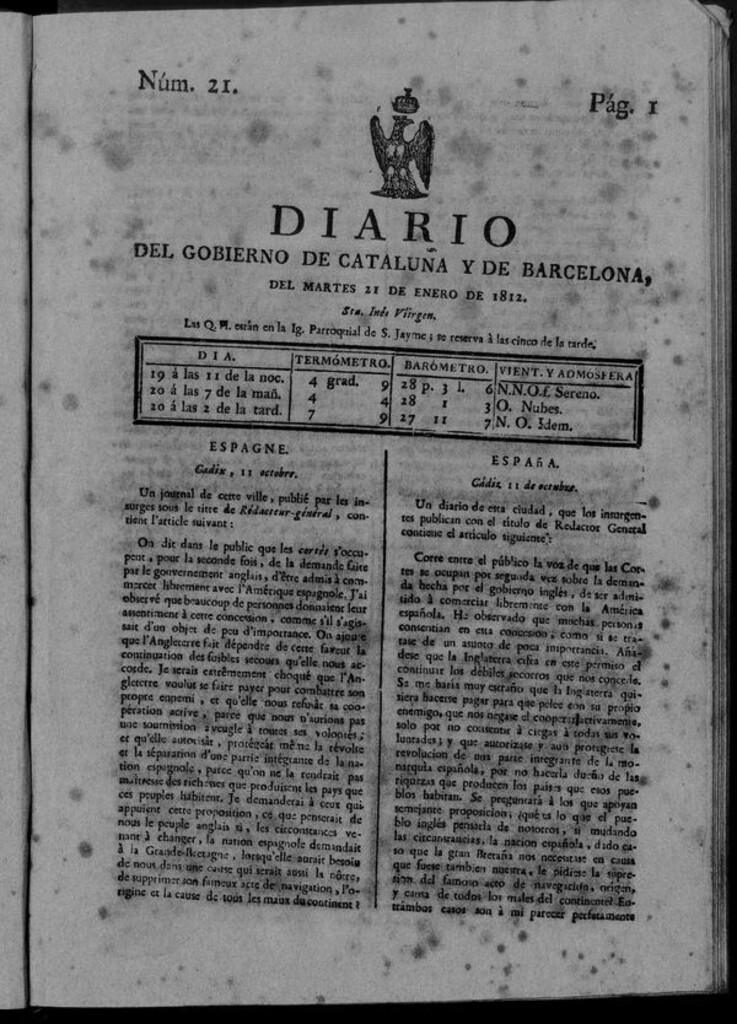 Núm. 21.
Pág. 1
DIARIO
DEL GOBIERNO DE CATALUÑA Y DE BARCELONA,
DEL MARTES 21 DE ENERO DE 1812.
Sta. Inés Viirgen.
Las Q. H. están en la Ig. Parroquial de S. Jayme; se reserva á las cinco de la tarde.
DIA. TERMÓMETRO. BARÓMETRO. VIENT. Y ADMÓSFERA
19 á las 11 de la noc. 4 grad. 9 28 p. 3 l. 6 N.N.O.f. Sereno.
20 á las 7 de la mañ. 4 4 28 1 3 O. Nubes.
20 á las 2 de la tard. 7 9 27 11 7 N. O. Idem.
ESPAGNE.
Cadix, 11 octobre.
Un journal de cette ville, publié par les in-
surges sous le titre de Rédacteur-général, con-
tient l'article suivant :
On dit dans le public que les cortès s'occu-
pent, pour la seconde fois, de la demande faite
par le gouvernement anglais, d'être admis à com-
mercer librement avec l'Amérique espagnole. J'ai
observé que beaucoup de personnes donnaient leur
assentiment à cette concession, comme s'il s'agis-
sait d'un objet de peu d'importance. On ajoute
que l'Angleterre fait dépendre de cette faveur la
continuation des foibles secours qu'elle nous ac-
corde. Je serais extrêmement choqué que l'An-
gleterre voulut se faire payer pour combattre son
propre ennemi, et qu'elle nous refusât sa coo-
pération active, parce que nous n'aurions pas
une soumission aveugle à toutes ses volontés;
et qu'elle autorisât, protégeât même la révolte
et la séparation d'une partie intégrante de la na-
tion espagnole, parce qu'on ne la rendrait pas
maîtresse des richesses que produisent les pays que
ces peuples habitent. Je demanderai à ceux qui
appuient cette proposition, ce que penserait de
nous le peuple anglais si, les circonstances ve-
nant à changer, la nation espagnole demandait
à la Grande-Bretagne, lorsqu'elle aurait besoin
de nous dans une cause qui serait aussi la nôtre,
de supprimer son fameux acte de navigation, l'o-
rigine et la cause de tous les maux du continent?
ESPAñA.
Cádiz 11 de octubre.
Un diario de esta ciudad, que los insurgen-
tes publican con el título de Redactor General
contiene el artículo siguiente:
Corre entre el público la voz de que las Cor-
tes se ocupan por segunda vez sobre la deman-
da hecha por el gobierno inglés, de ser admi-
tido á comerciar libremente con la América
española. He observado que muchas personas
consentian en esta concesion, como si se tra-
tase de un asunto de poca importancia. Aña-
dese que la Inglaterra cifra en este permiso el
continuar los débiles socorros que nos concede.
Se me haria muy estraño que la Inglaterra qui-
siera hacerse pagar para que pelee con su propio
enemigo, que nos negase el cooperar activamente,
solo por no consentir á ciegas á todas sus vo-
luntades; y que autorizase y aun protegiese la
revolucion de una parte integrante de la mo-
narquia española, por no hacerla dueño de las
riquezas que producen los países que esos pue-
blos habitan. Se preguntará á los que apoyan
semejante proposicion; ¿qué es lo que el pue-
blo inglés pensaria de nosotros, si mudando
las circunstancias, la nacion española, dado ca-
so que la gran Bretaña nos necesitase en causa
que fuese tambien nuestra, le pidiese la supre-
sion del famoso acto de navegacion, origen,
y causa de todos los males del continente? En-
trambos casos son á mi parecer perfetamente